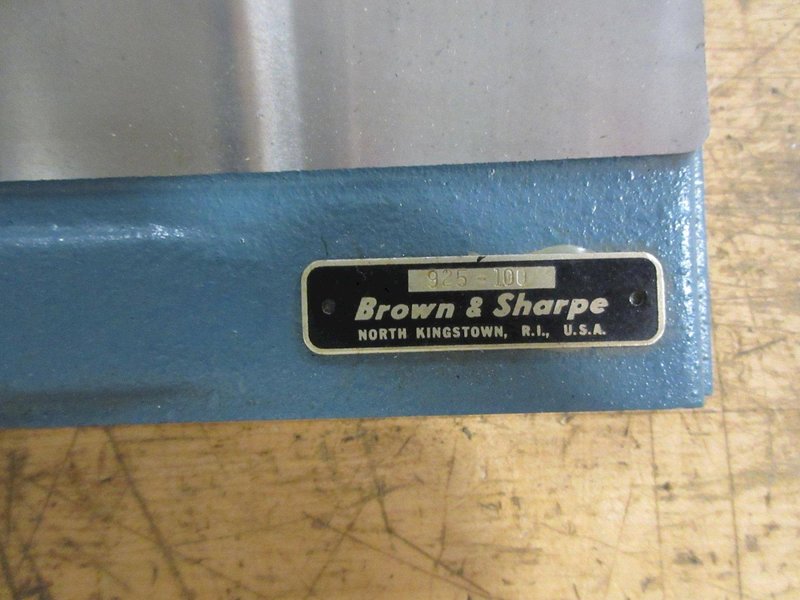 925-100
Brown & Sharpe
NORTH KINGSTOWN, R.I., U.S.A.